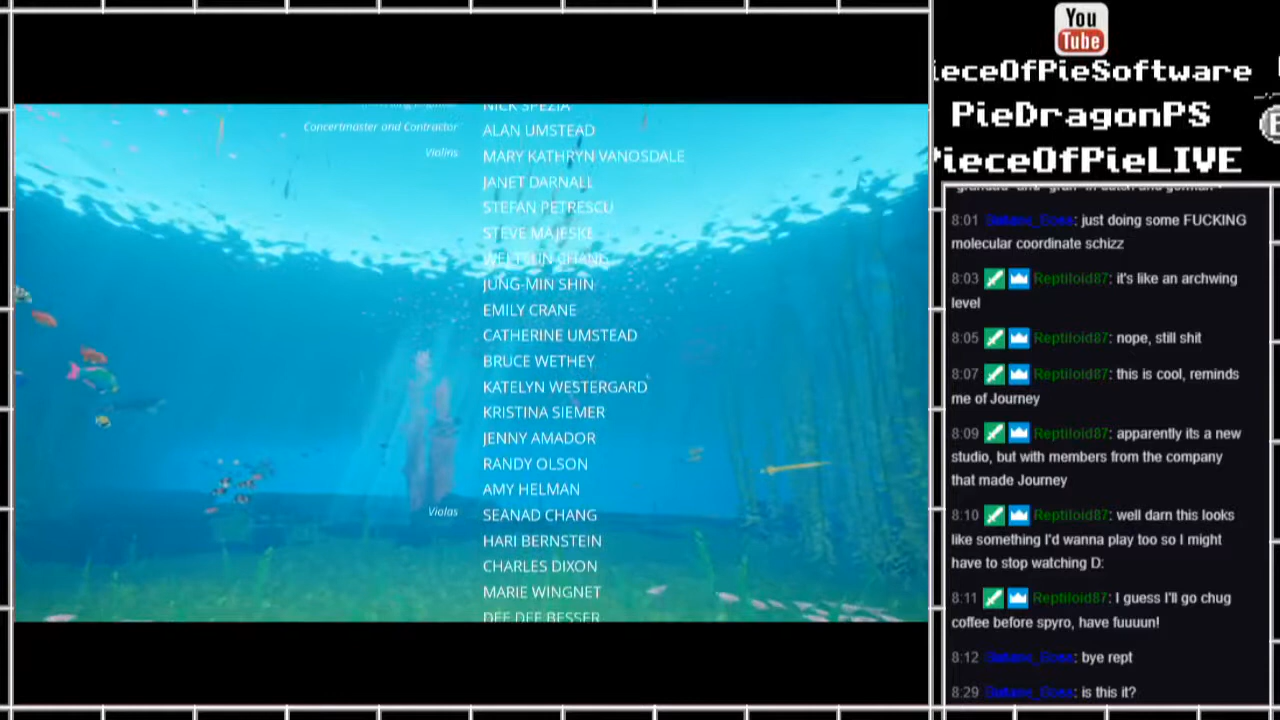 NICK SPEZIA
Concertmaster and Contractor
ALAN UMSTEAD
Violins
MARY KATHRYN VANOSDALE
JANET DARNALL
STEFAN PETRESCU
STEVE MAJESKE
JUNG-MIN SHIN
EMILY CRANE
CATHERINE UMSTEAD
BRUCE WETHEY
KATELYN WESTERGARD
KRISTINA SIEMER
JENNY AMADOR
RANDY OLSON
AMY HELMAN
Violas
SEANAD CHANG
HARI BERNSTEIN
CHARLES DIXON
MARIE WINGNET
DEE DEE BESSER
You
Tube
ieceOfPieSoftware
PieDragonPS
PieceOfPieLIVE
8:01 : just doing some FUCKING
molecular coordinate schizz
8:03 Reptiloid87: it's like an archwing
level
8:05 Reptiloid87: nope, still shit
8:07 Reptiloid87: this is cool, reminds
me of Journey
8:09 Reptiloid87: apparently its a new
studio, but with members from the company
that made Journey
8:10 Reptiloid87: well darn this looks
like something I'd wanna play too so I might
have to stop watching D:
8:11 Reptiloid87: I guess I'll go chug
coffee before spyro, have fuuuun!
8:12 : bye rept
8:29 : is this it?